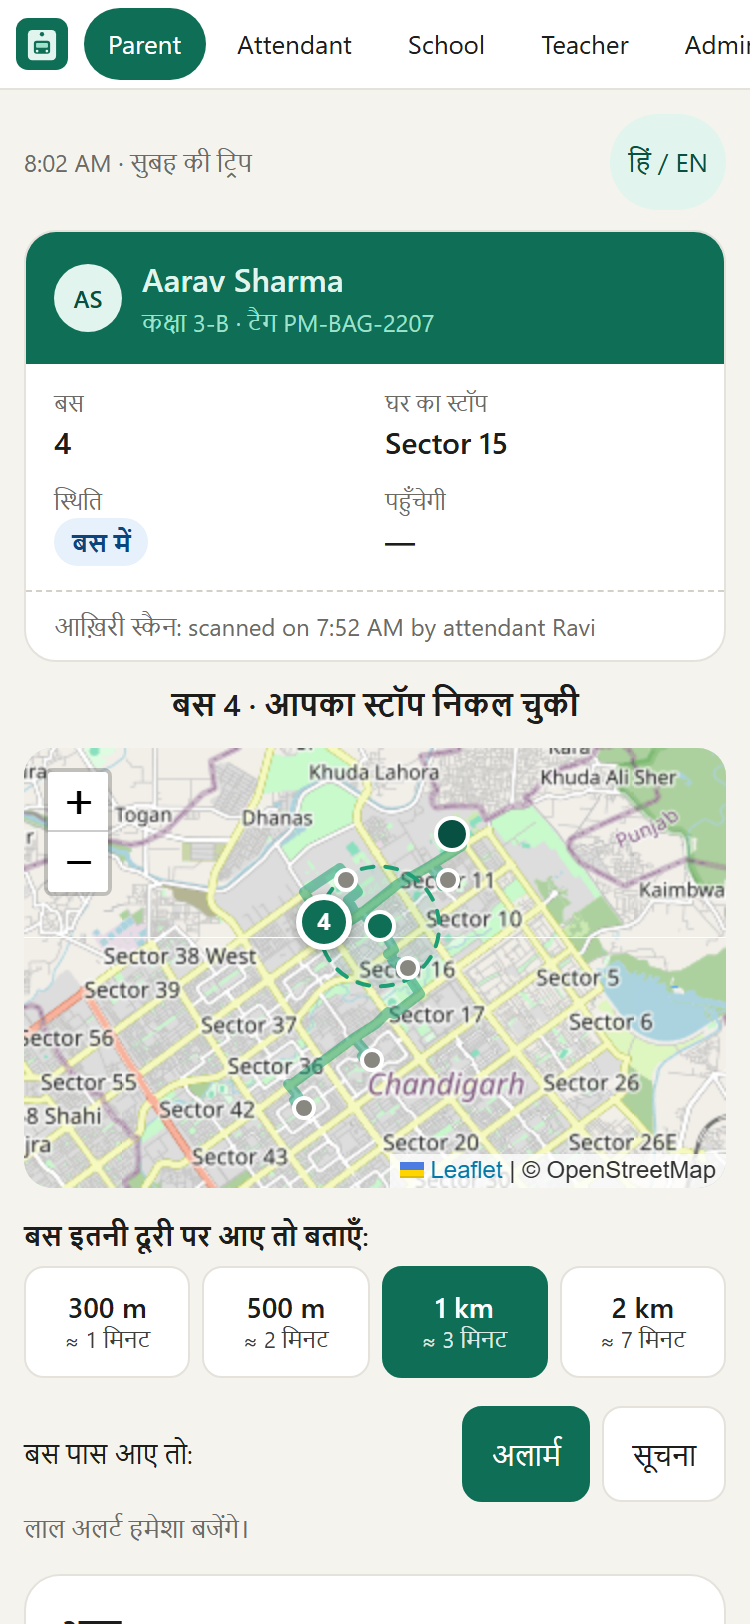 Parent Attendant School Teacher
8:02 AM · सुबह की ट्रिप
हिं / EN
AS
Aarav Sharma
कक्षा 3-B · टैग PM-BAG-2207
बस
4
घर का स्टॉप
Sector 15
स्थिति
बस में
पहुँचेगी
—
आख़िरी स्कैन: scanned on 7:52 AM by attendant Ravi
बस 4 · आपका स्टॉप निकल चुकी
+
−
Khuda Lahora
Khuda Ali Sher
Togan
Dhanas
Punjab
Kaimbwa
4
Sector 10
Sector 38 West
16
Sector 5
Sector 39
Sector 17
Sector 6
Sector 37
Sector 36
Sector 55
Chandigarh
Sector 26
Sector 42
Sector 43
Sector 20
Sector 26E
Leaflet | © OpenStreetMap
बस इतनी दूरी पर आए तो बताएँ:
300 m
≈ 1 मिनट
500 m
≈ 2 मिनट
1 km
≈ 3 मिनट
2 km
≈ 7 मिनट
बस पास आए तो:
अलार्म
सूचना
लाल अलर्ट हमेशा बजेंगे।